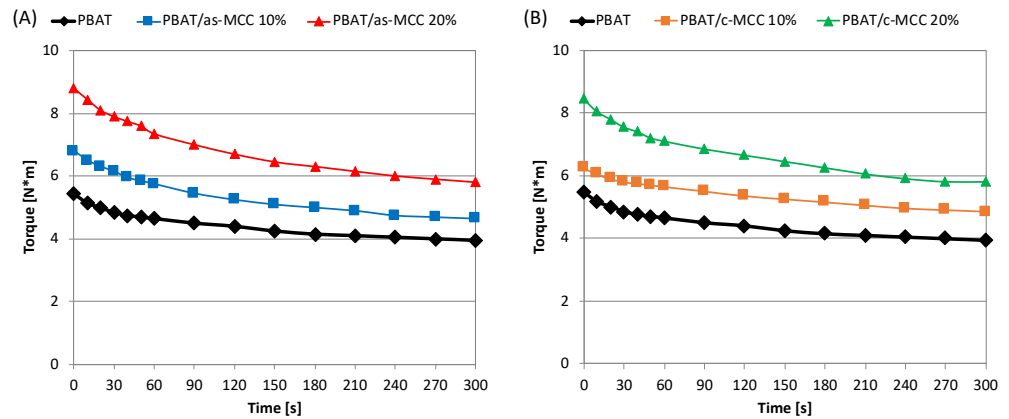 (A)
PBAT PBAT/as-MCC 10% PBAT/as-MCC 20%
10
8
6
4
2
0
Torque [N*m]
0 30 60 90 120 150 180 210 240 270 300
Time [s]
(B)
PBAT PBAT/c-MCC 10% PBAT/c-MCC 20%
10
8
6
4
2
0
Torque [N*m]
0 30 60 90 120 150 180 210 240 270 300
Time [s]